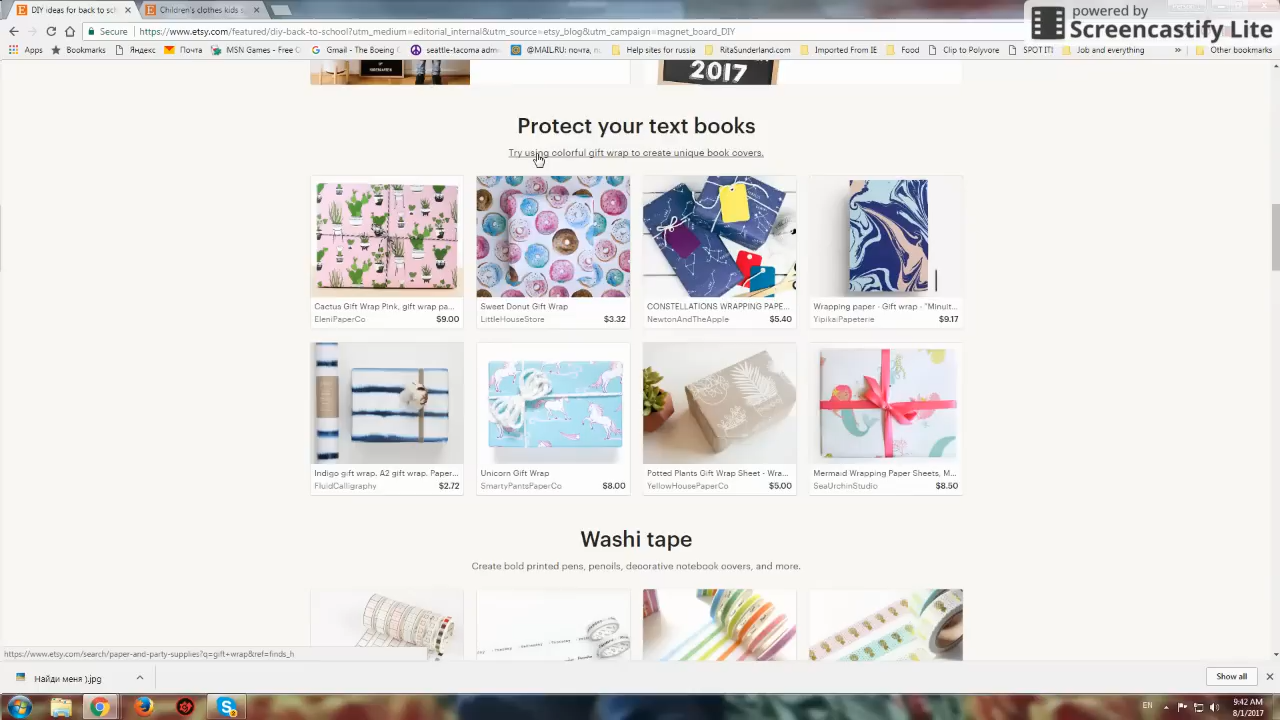 DIY ideas for back to sch
Children's clothes kids s
powered by
Screencastify Lite
Secure
https://www.etsy.com/featured/diy-back-to-school?utm_medium=editorial_internal&utm_source=etsy_blog&utm_campaign=magnet_board_DIY
Apps
Bookmarks
Яндекс
Почта
MSN Games - Free C
Google - The Boeing
seattle-tacoma admin
@MAIL.RU: почта, п
Help sites for russia
RitaSunderland.com
Imported From IE
Food
Clip to Polyvore
SPOT IT!
Job and everything
»
Other bookmarks
2017
Protect your text books
Try using colorful gift wrap to create unique book covers.
Cactus Gift Wrap Pink, gift wrap pa...
EleniPaperCo $9.00
Sweet Donut Gift Wrap
LittleHouseStore $3.32
CONSTELLATIONS WRAPPING PAPE...
NewtonAndTheApple $5.40
Wrapping paper - Gift wrap - "Minuit...
YipikaiPapeterie $9.17
Indigo gift wrap. A2 gift wrap. Paper...
FluidCalligraphy $2.72
Unicorn Gift Wrap
SmartyPantsPaperCo $8.00
Potted Plants Gift Wrap Sheet - Wra...
YellowHousePaperCo $5.00
Mermaid Wrapping Paper Sheets, M...
SeaUrchinStudio $8.50
Washi tape
Create bold printed pens, pencils, decorative notebook covers, and more.
https://www.etsy.com/search/paper-and-party-supplies?q=gift+wrap&ref=finds_h
Найди меня ).jpg
Show all
EN
9:42 AM
8/1/2017